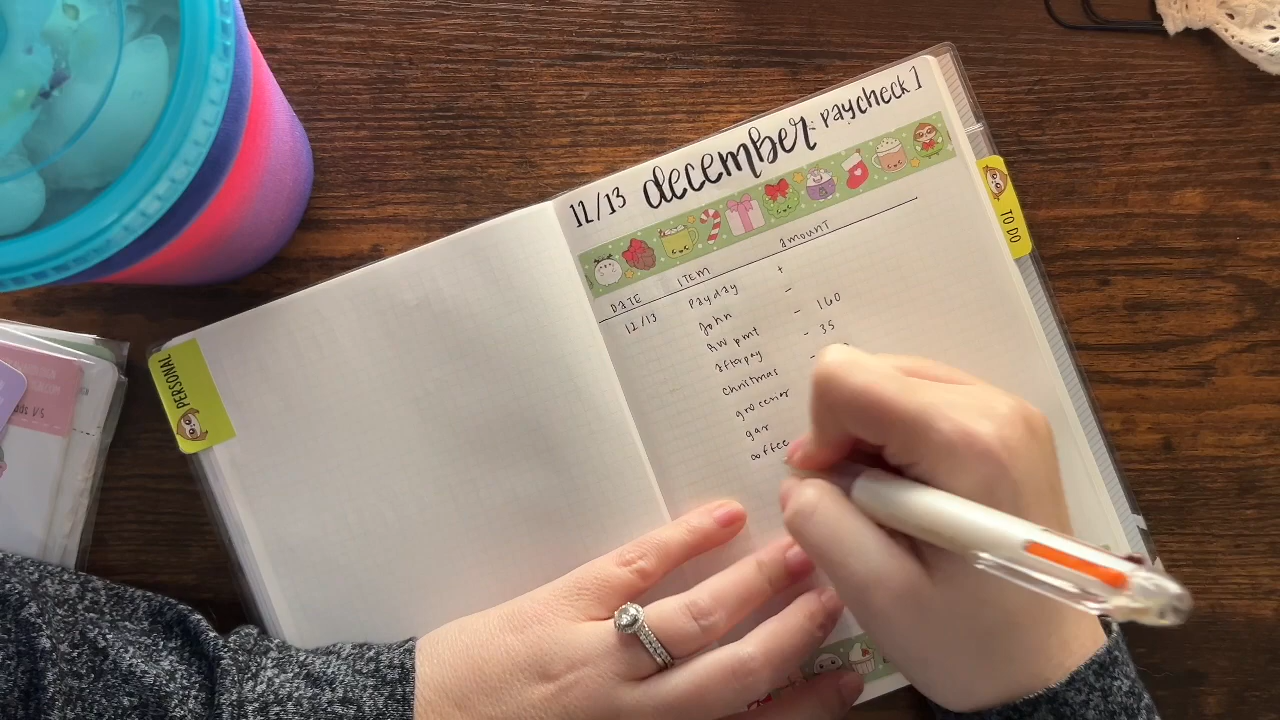 12/13 december: paycheck 1
DATE ITEM amount
12/13 payday +
John -
AW pmt - 160
afterpay - 35
christmas -
groceries
gas
coffee
TO DO
PERSONAL